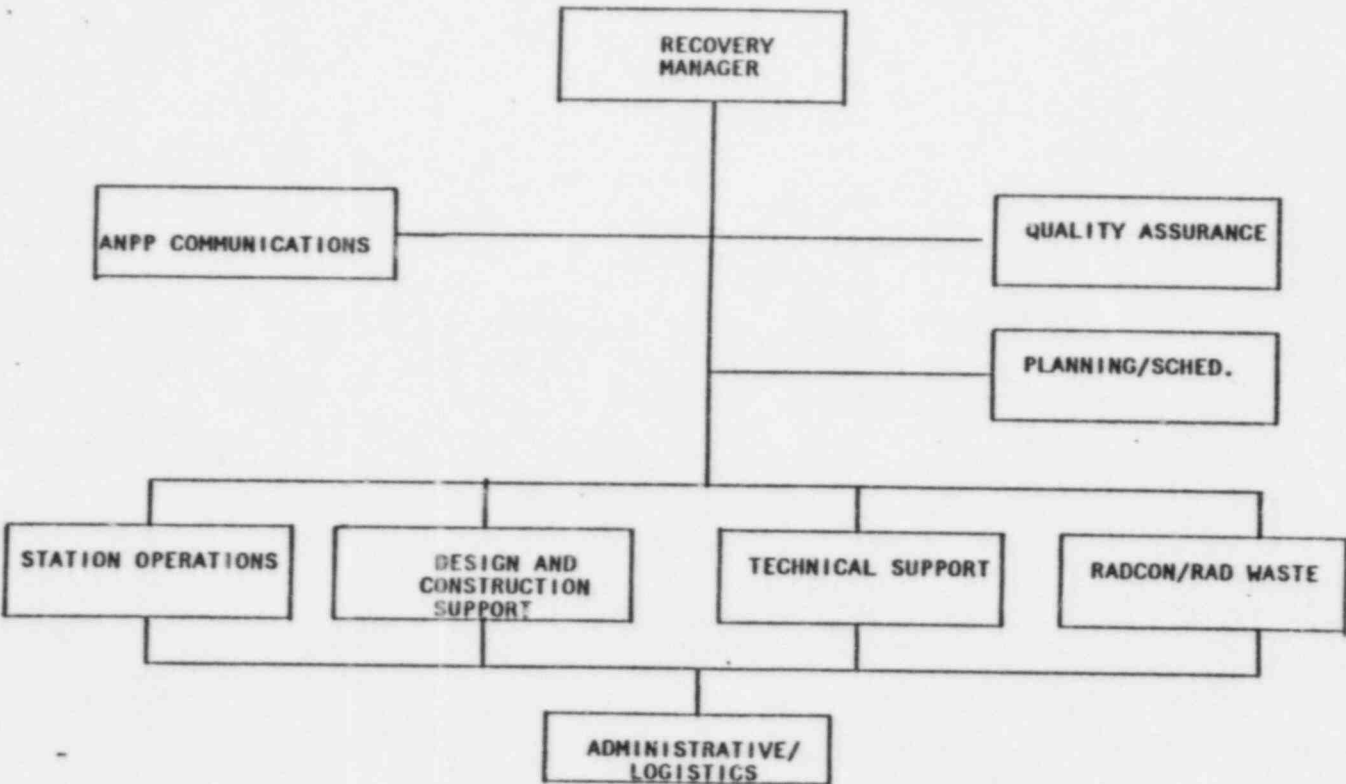 RECOVERY
MANAGER
ANPP COMMUNICATIONS
QUALITY ASSURANCE
PLANNING/SCHED.
STATION OPERATIONS
DESIGN AND
CONSTRUCTION
SUPPORT
TECHNICAL SUPPORT
RADCON/RAD WASTE
ADMINISTRATIVE/
LOGISTICS